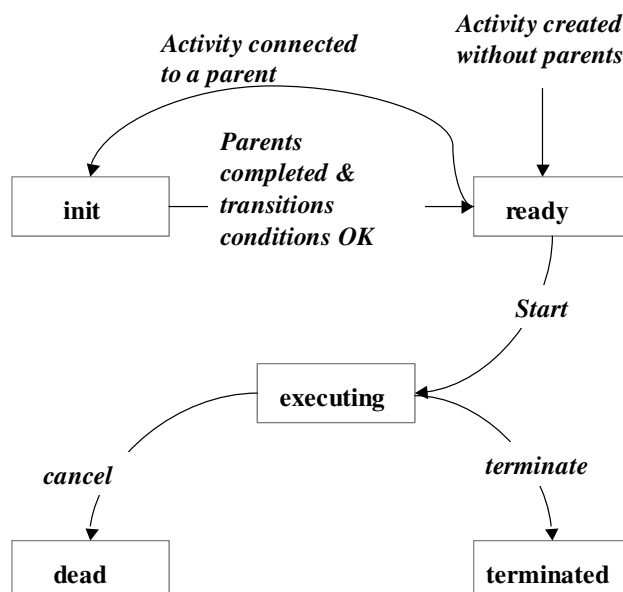 Activity connected
to a parent
Activity created
without parents
Parents
completed &
transitions
conditions OK
init
ready
Start
executing
cancel
terminate
dead
terminated